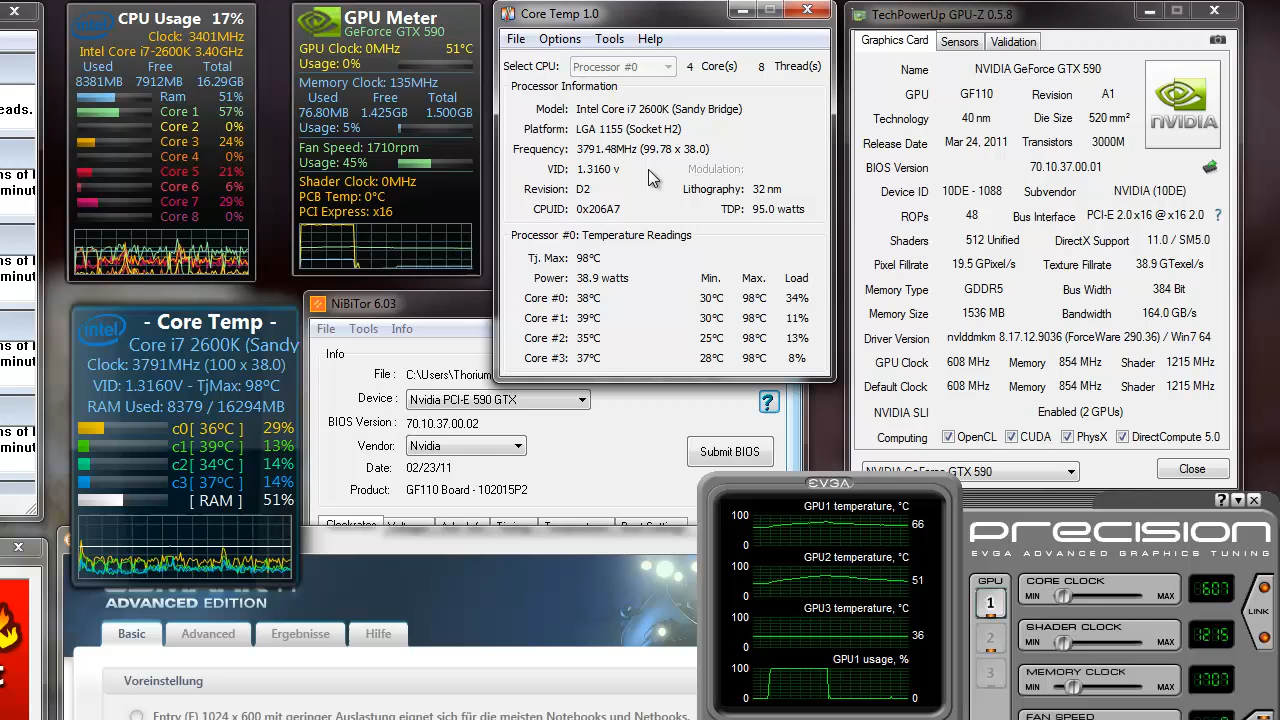 CPU Usage 17%
Clock: 3401MHz
Intel Core i7-2600K 3.40GHz
Used Free Total
8381MB 7912MB 16.29GB
Ram 51%
Core 1 57%
Core 2 0%
Core 3 24%
Core 4 0%
Core 5 21%
Core 6 6%
Core 7 29%
Core 8 0%
GPU Meter
GeForce GTX 590
GPU Clock: 0MHz 51°C
Usage: 0%
Memory Clock: 135MHz
Used Free Total
76.80MB 1.425GB 1.500GB
Usage: 5%
Fan Speed: 1710rpm
Usage: 45%
Shader Clock: 0MHz
PCB Temp: 0°C
PCI Express: x16
Core Temp 1.0
File Options Tools Help
Select CPU: Processor #0 4 Core(s) 8 Thread(s)
Processor Information
Model: Intel Core i7 2600K (Sandy Bridge)
Platform: LGA 1155 (Socket H2)
Frequency: 3791.48MHz (99.78 x 38.0)
VID: 1.3160 v Modulation:
Revision: D2 Lithography: 32 nm
CPUID: 0x206A7 TDP: 95.0 watts
Processor #0: Temperature Readings
Tj. Max: 98°C
Power: 38.9 watts Min. Max. Load
Core #0: 38°C 30°C 98°C 34%
Core #1: 39°C 30°C 98°C 11%
Core #2: 35°C 25°C 98°C 13%
Core #3: 37°C 28°C 98°C 8%
TechPowerUp GPU-Z 0.5.8
Graphics Card Sensors Validation
Name NVIDIA GeForce GTX 590
GPU GF110 Revision A1
Technology 40 nm Die Size 520 mm²
Release Date Mar 24, 2011 Transistors 3000M
BIOS Version 70.10.37.00.01
NVIDIA
Device ID 10DE - 1088 Subvendor NVIDIA (10DE)
ROPs 48 Bus Interface PCI-E 2.0 x16 @ x16 2.0 ?
Shaders 512 Unified DirectX Support 11.0 / SM5.0
Pixel Fillrate 19.5 GPixel/s Texture Fillrate 38.9 GTexel/s
Memory Type GDDR5 Bus Width 384 Bit
Memory Size 1536 MB Bandwidth 164.0 GB/s
Driver Version nvlddmkm 8.17.12.9036 (ForceWare 290.36) / Win7 64
GPU Clock 608 MHz Memory 854 MHz Shader 1215 MHz
Default Clock 608 MHz Memory 854 MHz Shader 1215 MHz
NVIDIA SLI Enabled (2 GPUs)
Computing OpenCL CUDA PhysX DirectCompute 5.0
NVIDIA GeForce GTX 590 Close
intel
- Core Temp -
Core i7 2600K (Sandy
Clock: 3791MHz (100 x 38.0)
VID: 1.3160V - TjMax: 98°C
RAM Used: 8379 / 16294MB
c0[ 36°C ] 29%
c1[ 39°C ] 13%
c2[ 34°C ] 14%
c3[ 37°C ] 14%
[ RAM ] 51%
NiBiTor 6.03
File Tools Info
Info
File : C:\Users\Thorium
Device : Nvidia PCI-E 590 GTX ?
BIOS Version : 70.10.37.00.02
Vendor: Nvidia Submit BIOS
Date: 02/23/11
Product: GF110 Board - 102015P2
EVGA
GPU1 temperature, °C
100
66
0
GPU2 temperature, °C
100
51
0
GPU3 temperature, °C
100
36
0
GPU1 usage, %
100
0
0
PRECISION
EVGA ADVANCED GRAPHICS TUNING
GPU
1
2
3
CORE CLOCK
MIN MAX 607
LINK
SHADER CLOCK
MIN MAX 1215
MEMORY CLOCK
MIN MAX 1707
FAN SPEED
ADVANCED EDITION
Basic Advanced Ergebnisse Hilfe
Voreinstellung
Entry (E) 1024 x 600 mit geringer Auslastung eignet sich für die meisten Notebooks und Netbooks.
eads.
ns of l
minut
ns of l
minut
ns of l
minut
ns of l
minut